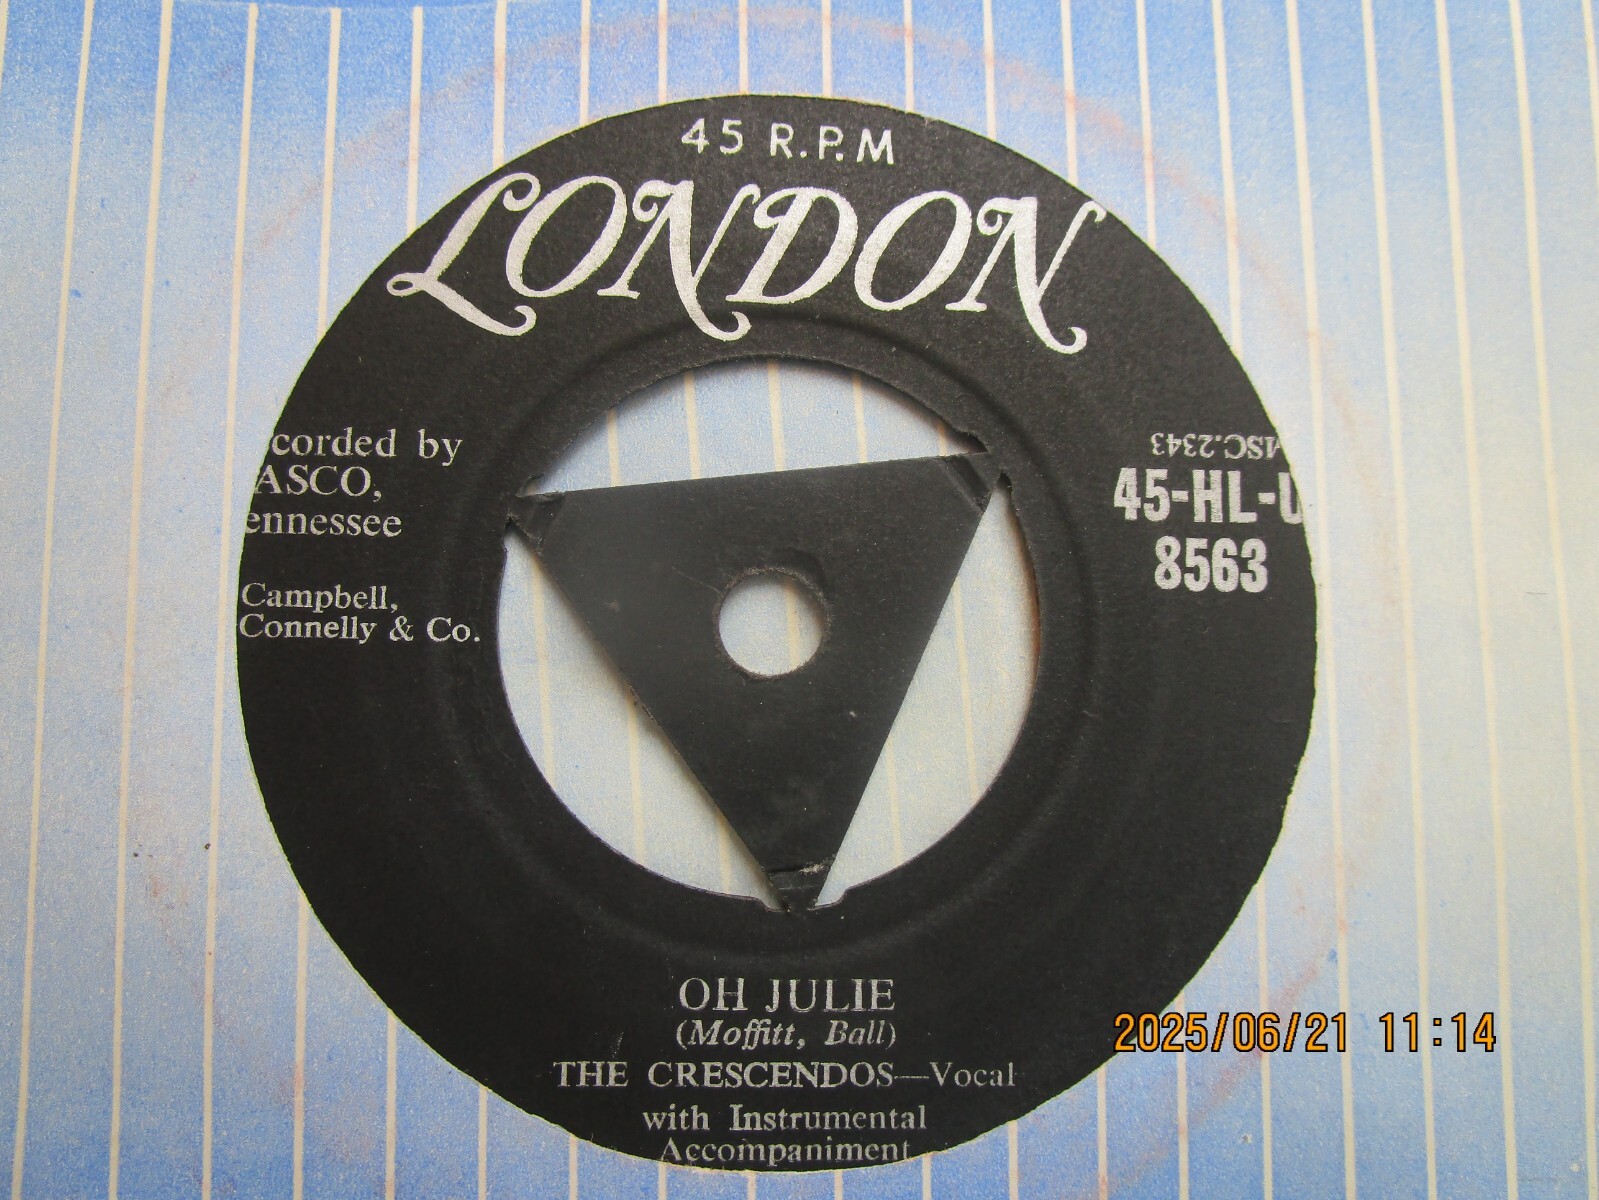 45 R.P.M
LONDON
corded by
ASCO,
ennessee
Campbell,
Connelly & Co.
MSC.2343
45-HL-U
8563
OH JULIE
(Moffitt, Ball)
THE CRESCENDOS—Vocal
with Instrumental
Accompaniment
2025/06/21 11:14